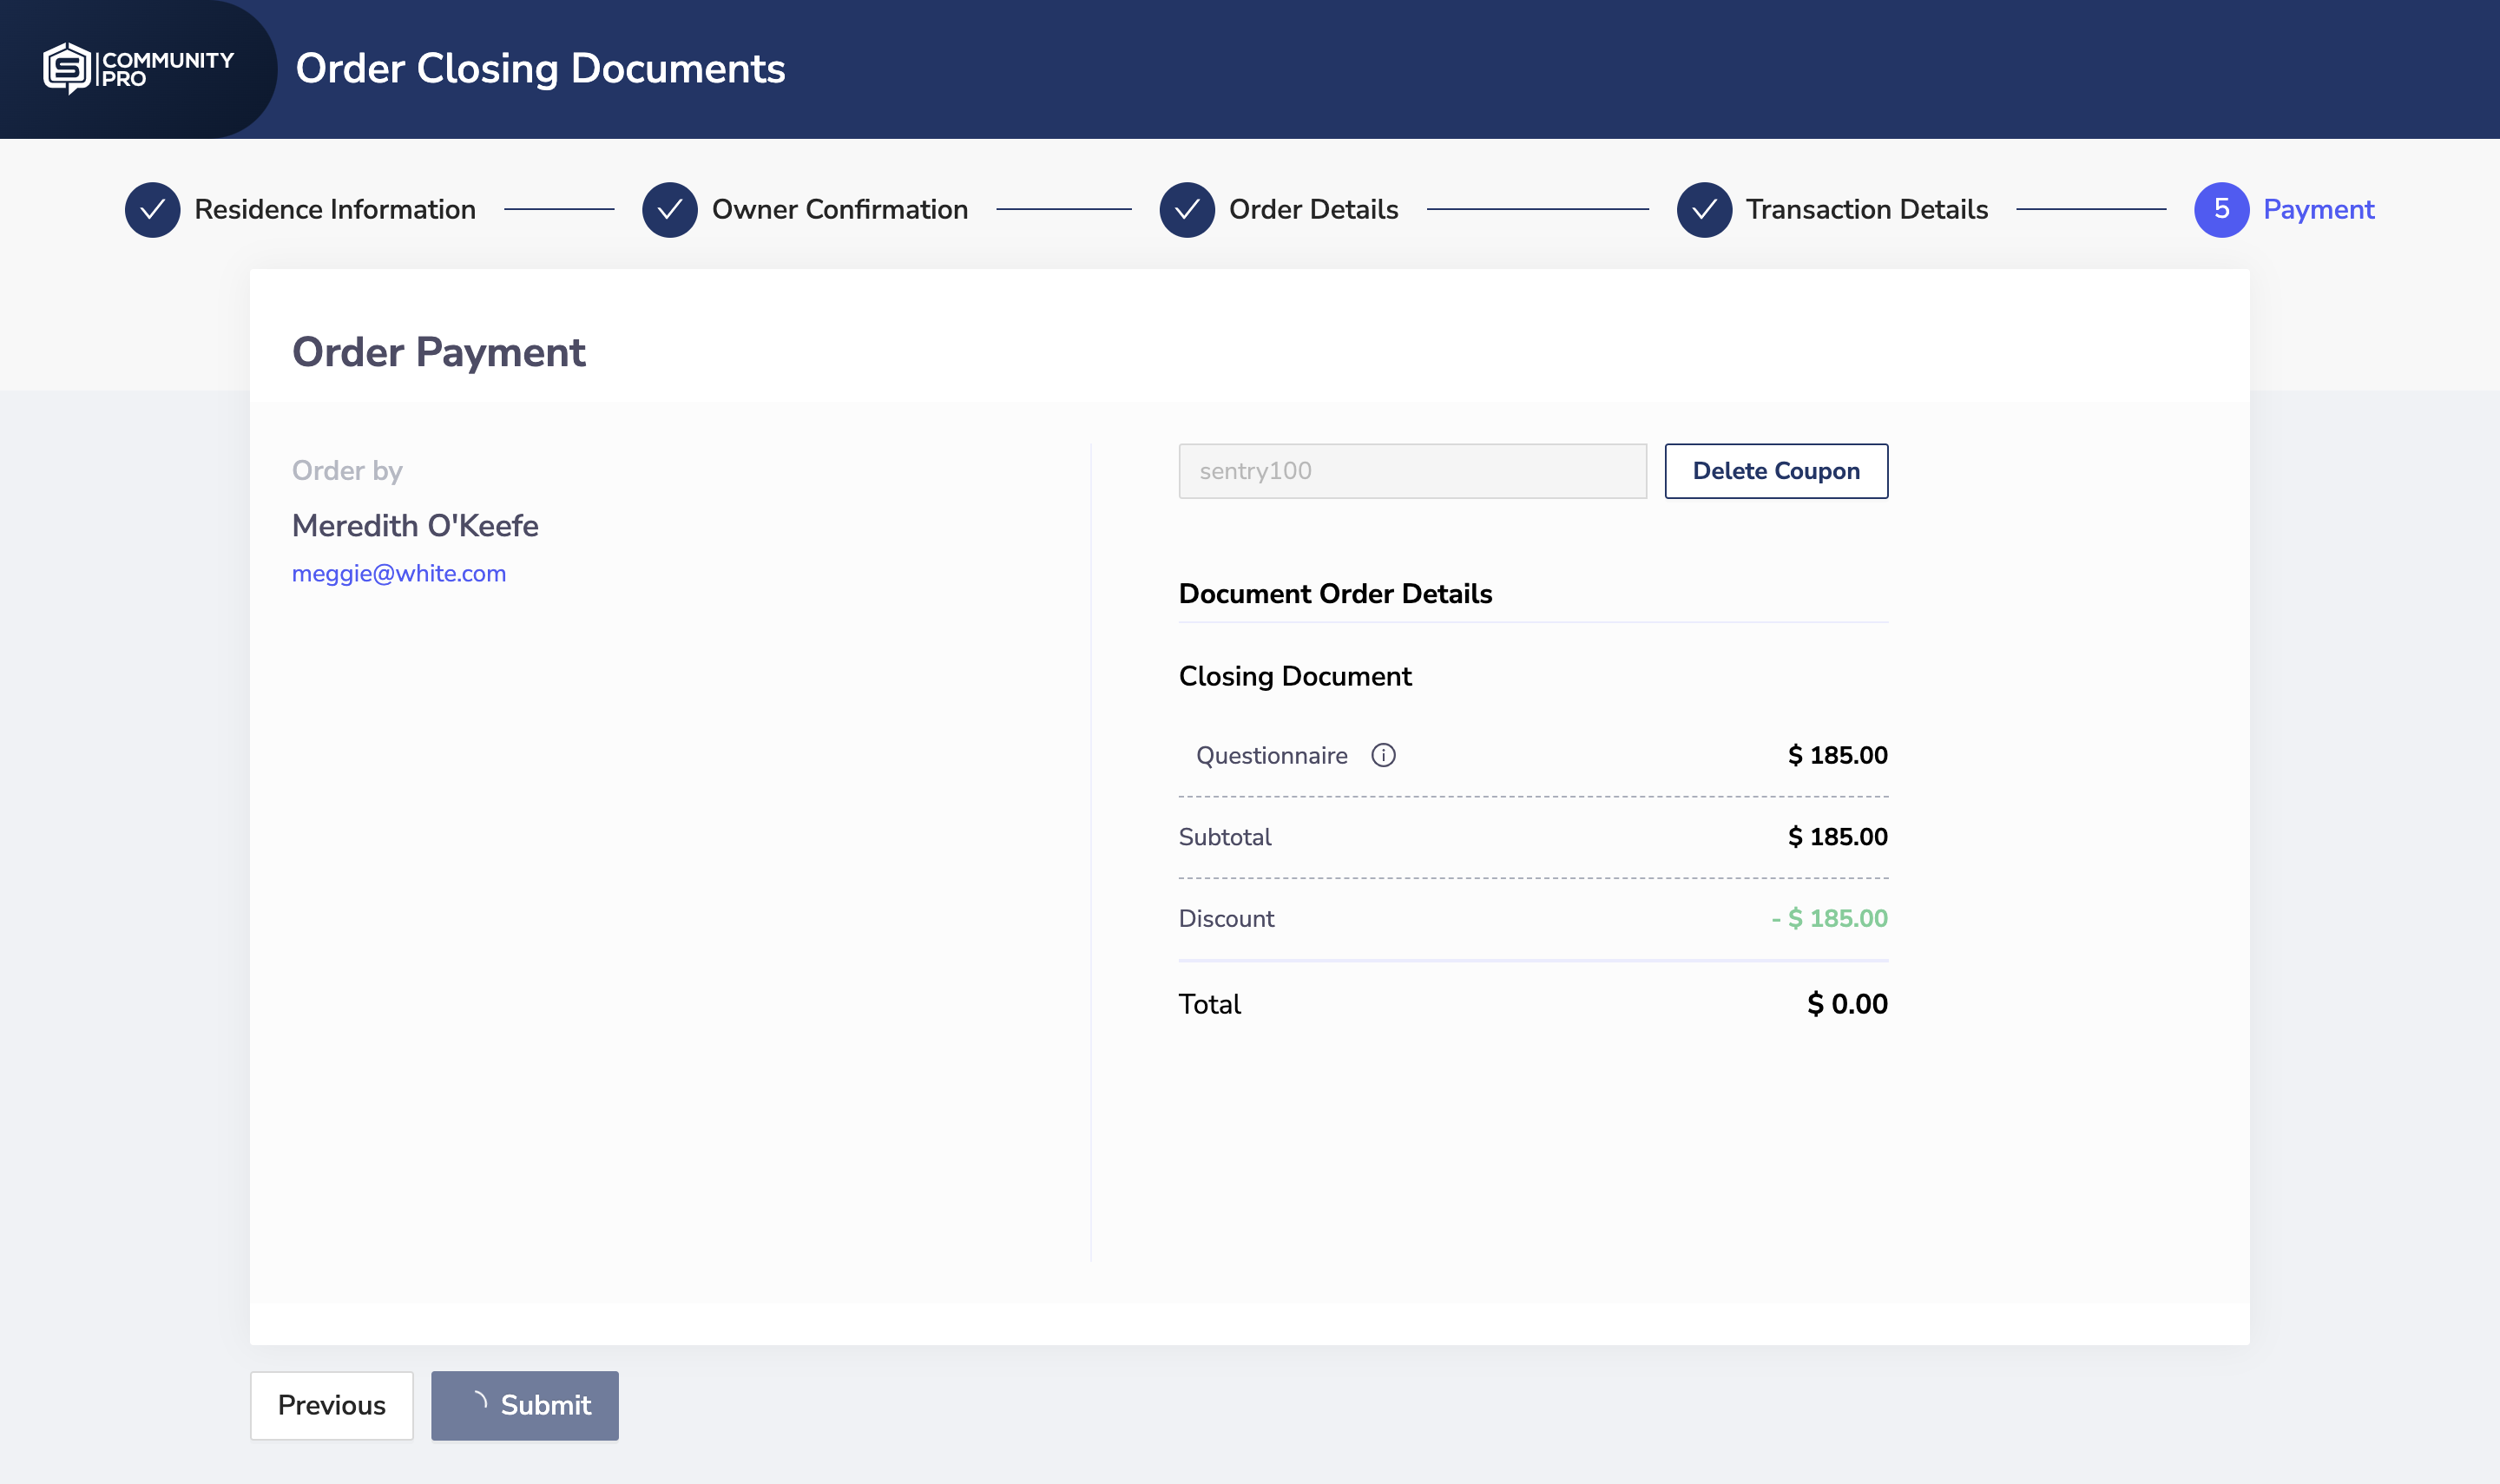 COMMUNITY
PRO
Order Closing Documents
Residence Information
Owner Confirmation
Order Details
Transaction Details
5 Payment
Order Payment
Order by
Meredith O'Keefe
meggie@white.com
sentry100
Delete Coupon
Document Order Details
Closing Document
Questionnaire $ 185.00
Subtotal $ 185.00
Discount - $ 185.00
Total $ 0.00
Previous
Submit